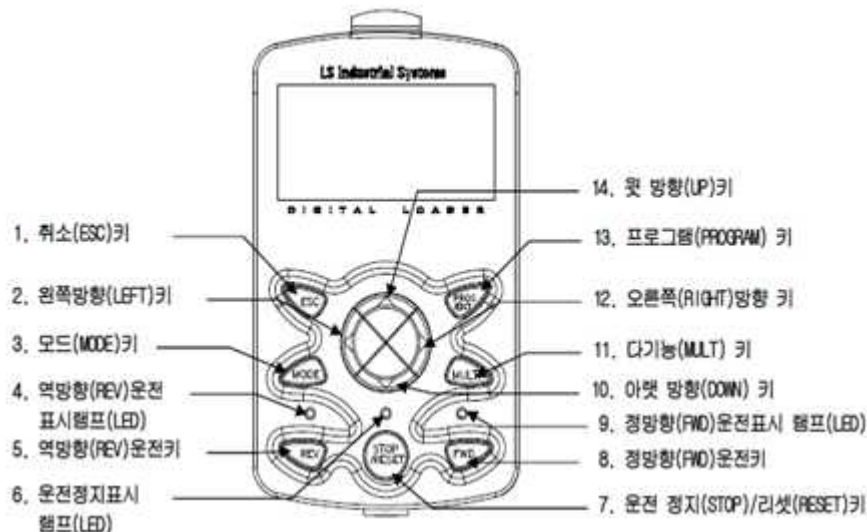 LS Industrial Systems
DIGITAL LOADER
1. 취소(ESC)키
2. 왼쪽방향(LEFT)키
3. 모드(MODE)키
4. 역방향(REV)운전
표시램프(LED)
5. 역방향(REV)운전키
6. 운전정지표시
램프(LED)
ESC
PROG
/ENT
MODE
MULTI
REV
STOP
/RESET
FWD
14. 윗 방향(UP)키
13. 프로그램(PROGRAM) 키
12. 오른쪽(RIGHT)방향 키
11. 다기능(MULT) 키
10. 아랫 방향(DOWN) 키
9. 정방향(FWD)운전표시 램프(LED)
8. 정방향(FWD)운전키
7. 운전 정지(STOP)/리셋(RESET)키